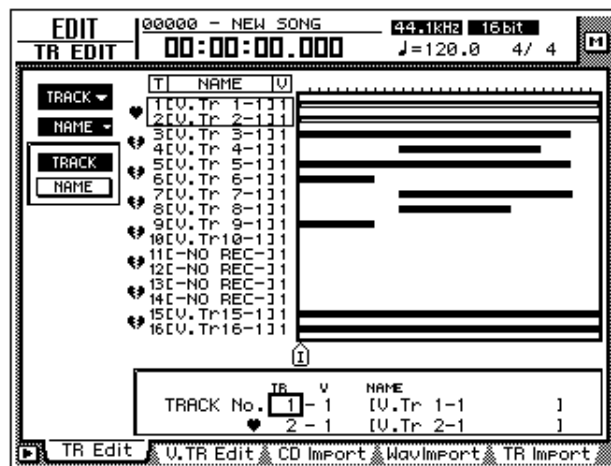 EDIT
TR EDIT
00000 - NEW SONG
00:00:00.000
44.1kHz 16bit
♩=120.0 4/ 4
M
TRACK
NAME
TRACK
NAME
T NAME V
1[V.Tr 1-1]1
2[V.Tr 2-1]1
3[V.Tr 3-1]1
4[V.Tr 4-1]1
5[V.Tr 5-1]1
6[V.Tr 6-1]1
7[V.Tr 7-1]1
8[V.Tr 8-1]1
9[V.Tr 9-1]1
10[V.Tr10-1]1
11[-NO REC-]1
12[-NO REC-]1
13[-NO REC-]1
14[-NO REC-]1
15[V.Tr15-1]1
16[V.Tr16-1]1
I
TR V NAME
TRACK No. 1 - 1 [V.Tr 1-1 ]
♥ 2 - 1 [V.Tr 2-1 ]
TR Edit V.TR Edit CD Import WavImport TR Import